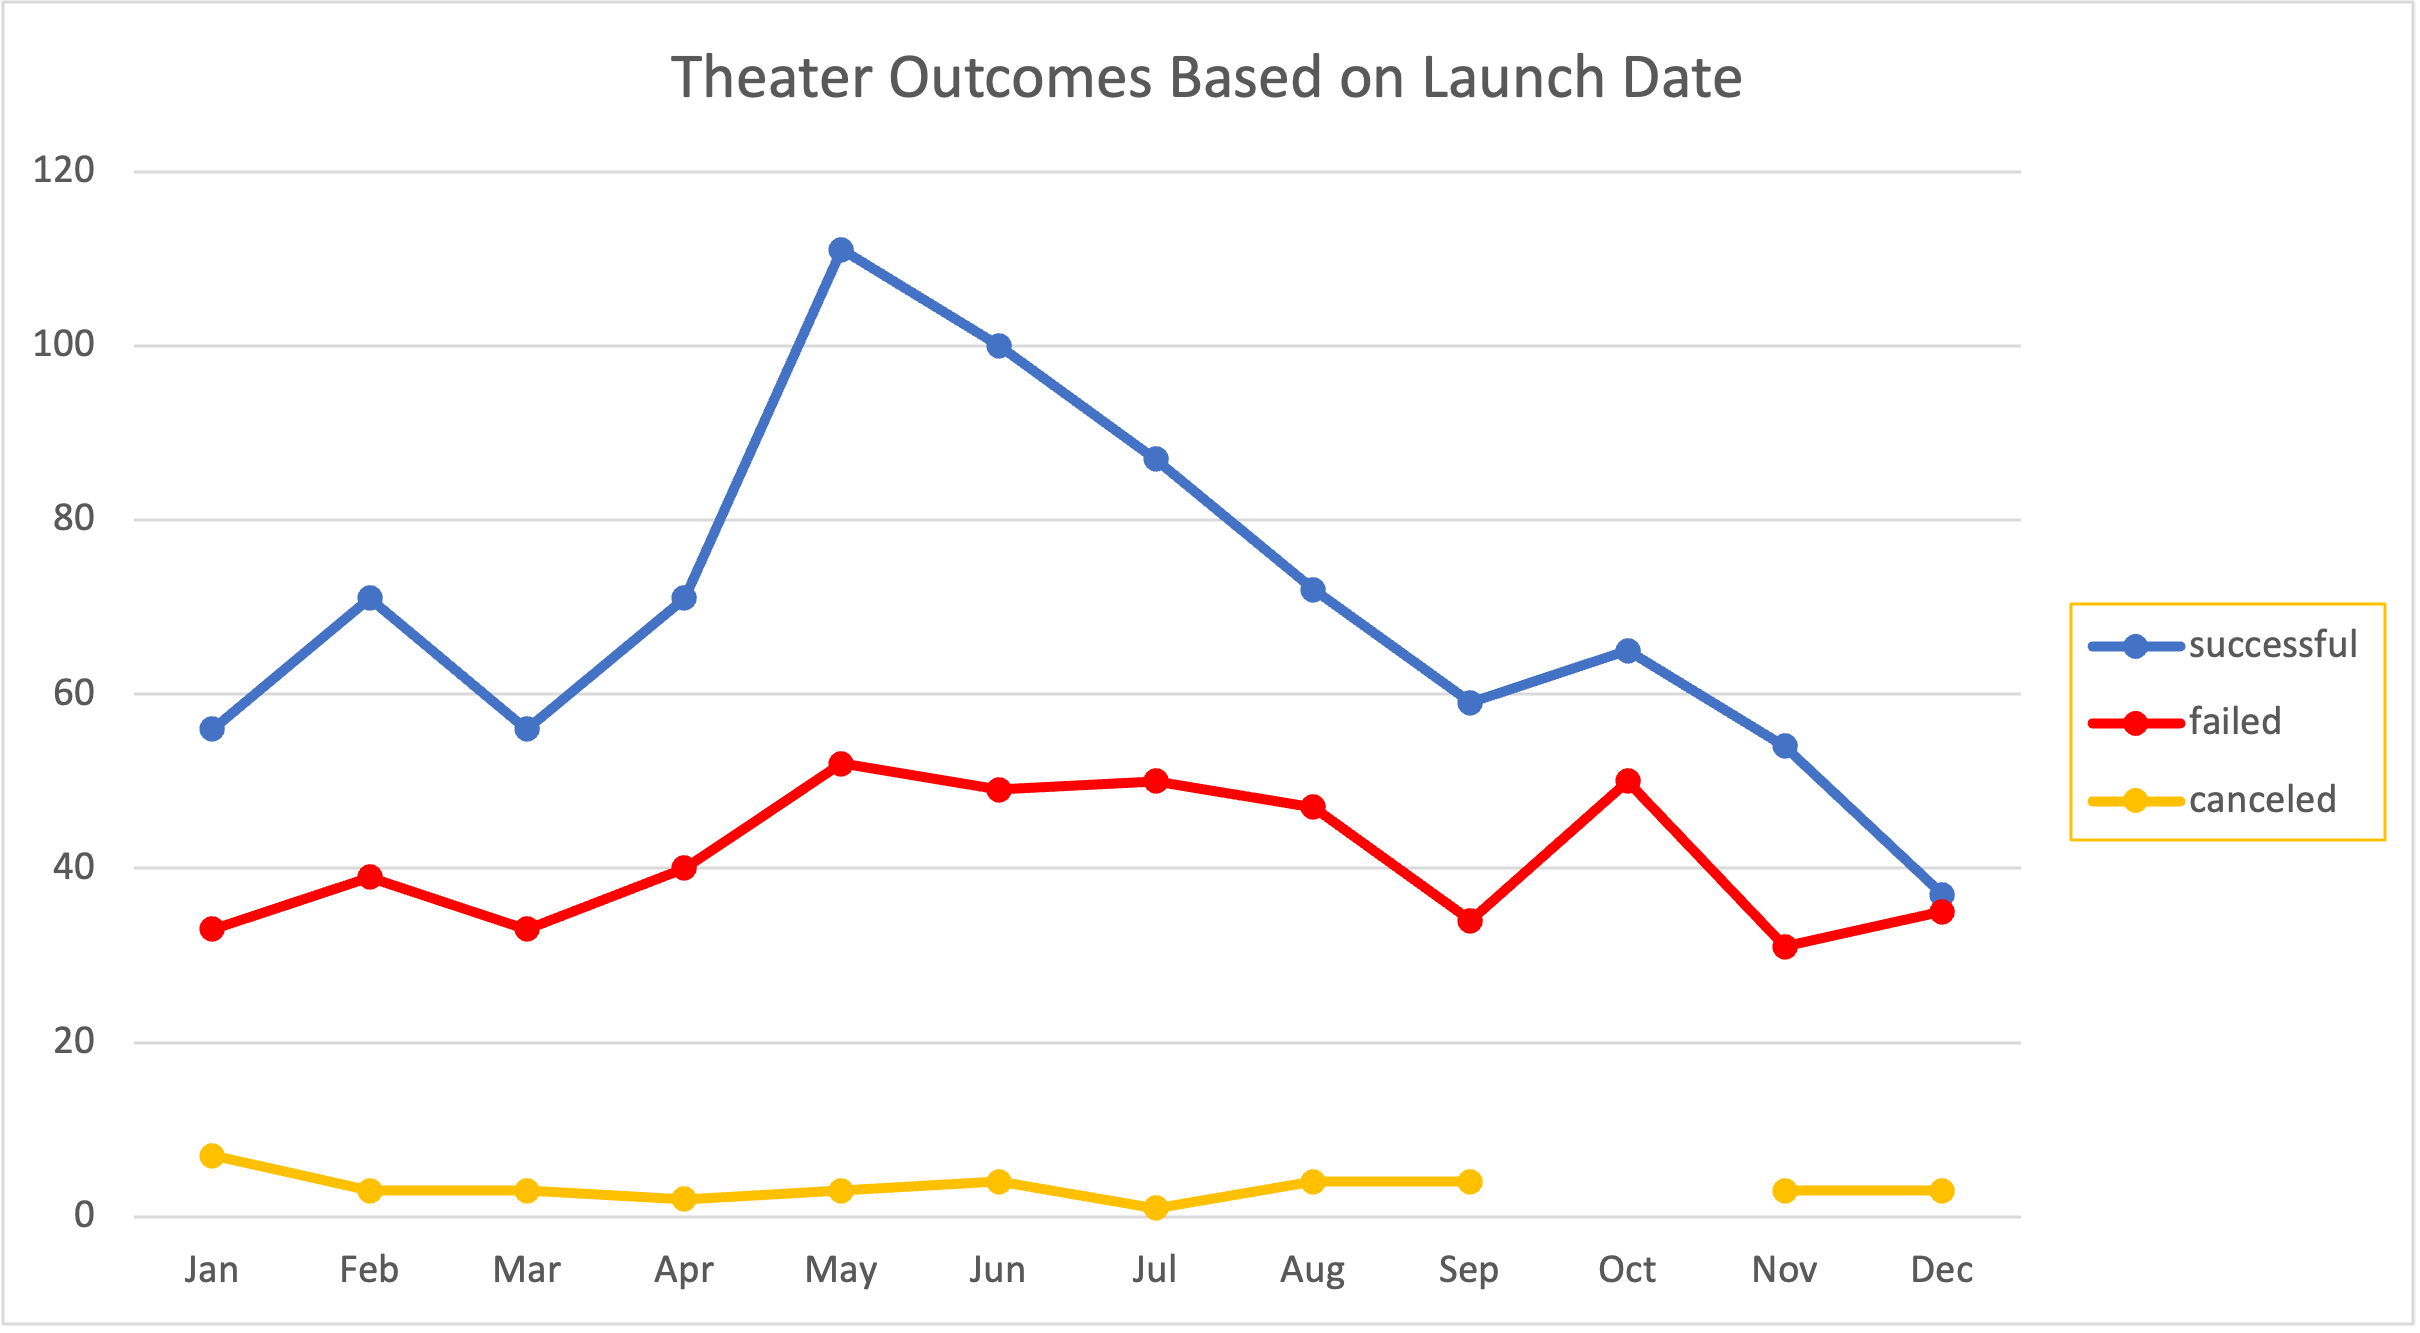 Theater Outcomes Based on Launch Date
120
100
80
60
40
20
0
Jan Feb Mar Apr May Jun Jul Aug Sep Oct Nov Dec
successful
failed
canceled